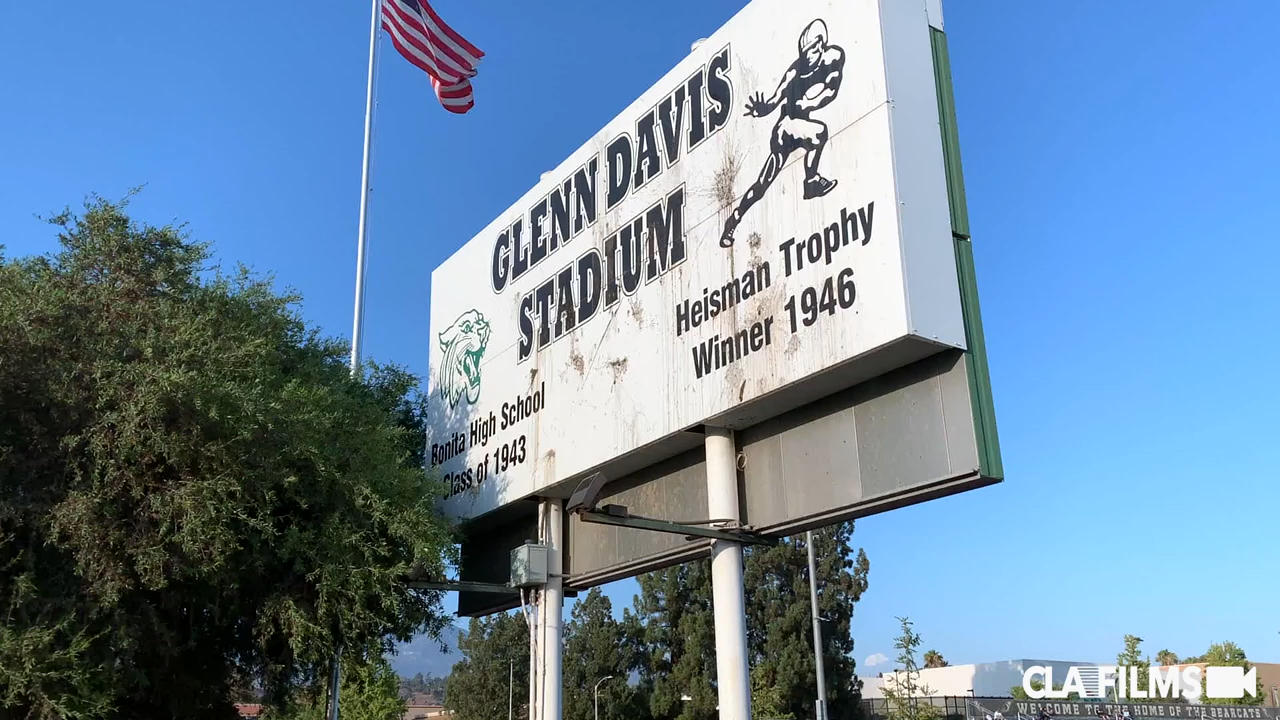 GLENN DAVIS
STADIUM
Heisman Trophy
Winner 1946
Bonita High School
Class of 1943
CLA FILMS
WELCOME TO THE HOME OF THE BEARCATS